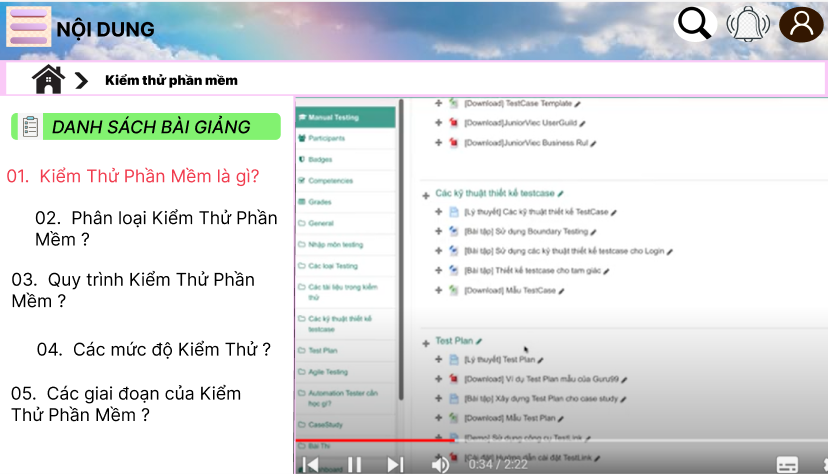 NỘI DUNG
Kiểm thử phần mềm
DANH SÁCH BÀI GIẢNG
01. Kiểm Thử Phần Mềm là gì?
02. Phân loại Kiểm Thử Phần
Mềm ?
03. Quy trình Kiểm Thử Phần
Mềm ?
04. Các mức độ Kiểm Thử ?
05. Các giai đoạn của Kiểm
Thử Phần Mềm ?
Manual Testing
Participants
Badges
Competencies
Grades
General
Nhập môn testing
Các loại Testing
Các tài liệu trong kiểm
thử
Các kỹ thuật thiết kế
testcase
Test Plan
Agile Testing
Automation Tester cần
học gì?
CaseStudy
Bài Thi
[Download] TestCase Template
[Download]JuniorViec UserGuild
[Download]JuniorViec Business Rul
Các kỹ thuật thiết kế testcase
[Lý thuyết] Các kỹ thuật thiết kế TestCase
[Bài tập] Sử dụng Boundary Testing
[Bài tập] Sử dụng các kỹ thuật thiết kế testcase cho Login
[Bài tập] Thiết kế testcase cho tam giác
[Download] Mẫu TestCase
Test Plan
[Lý thuyết] Test Plan
[Download] Ví dụ Test Plan mẫu của Guru99
[Bài tập] Xây dựng Test Plan cho case study
[Download] Mẫu Test Plan
[Demo] Sử dụng công cụ TestLink
[Cài đặt] Hướng dẫn cài đặt TestLink
0:34 / 2:22